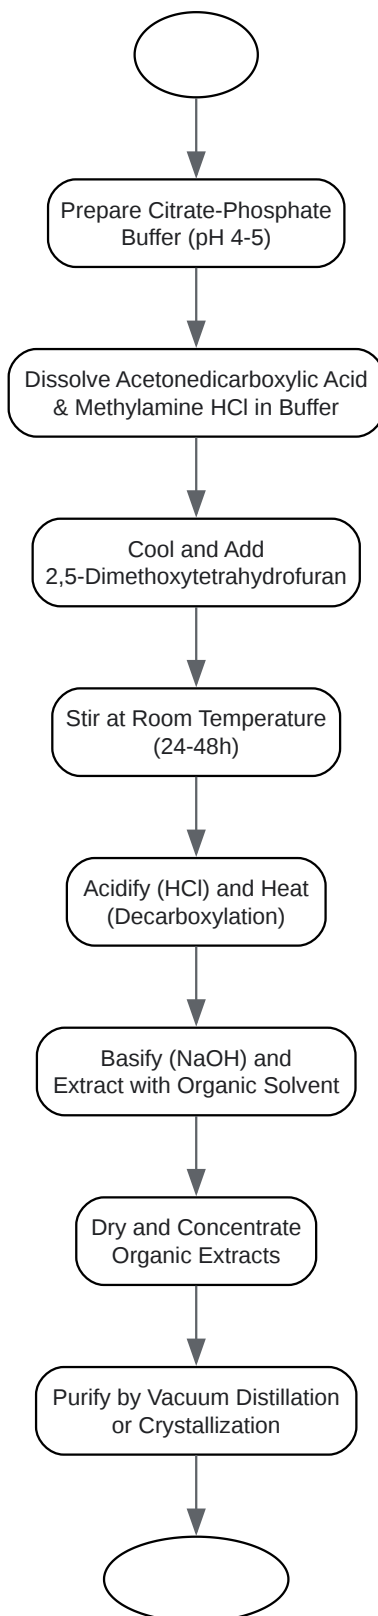 Prepare Citrate-Phosphate
Buffer (pH 4-5)
Dissolve Acetonedicarboxylic Acid
& Methylamine HCl in Buffer
Cool and Add
2,5-Dimethoxytetrahydrofuran
Stir at Room Temperature
(24-48h)
Acidify (HCl) and Heat
(Decarboxylation)
Basify (NaOH) and
Extract with Organic Solvent
Dry and Concentrate
Organic Extracts
Purify by Vacuum Distillation
or Crystallization